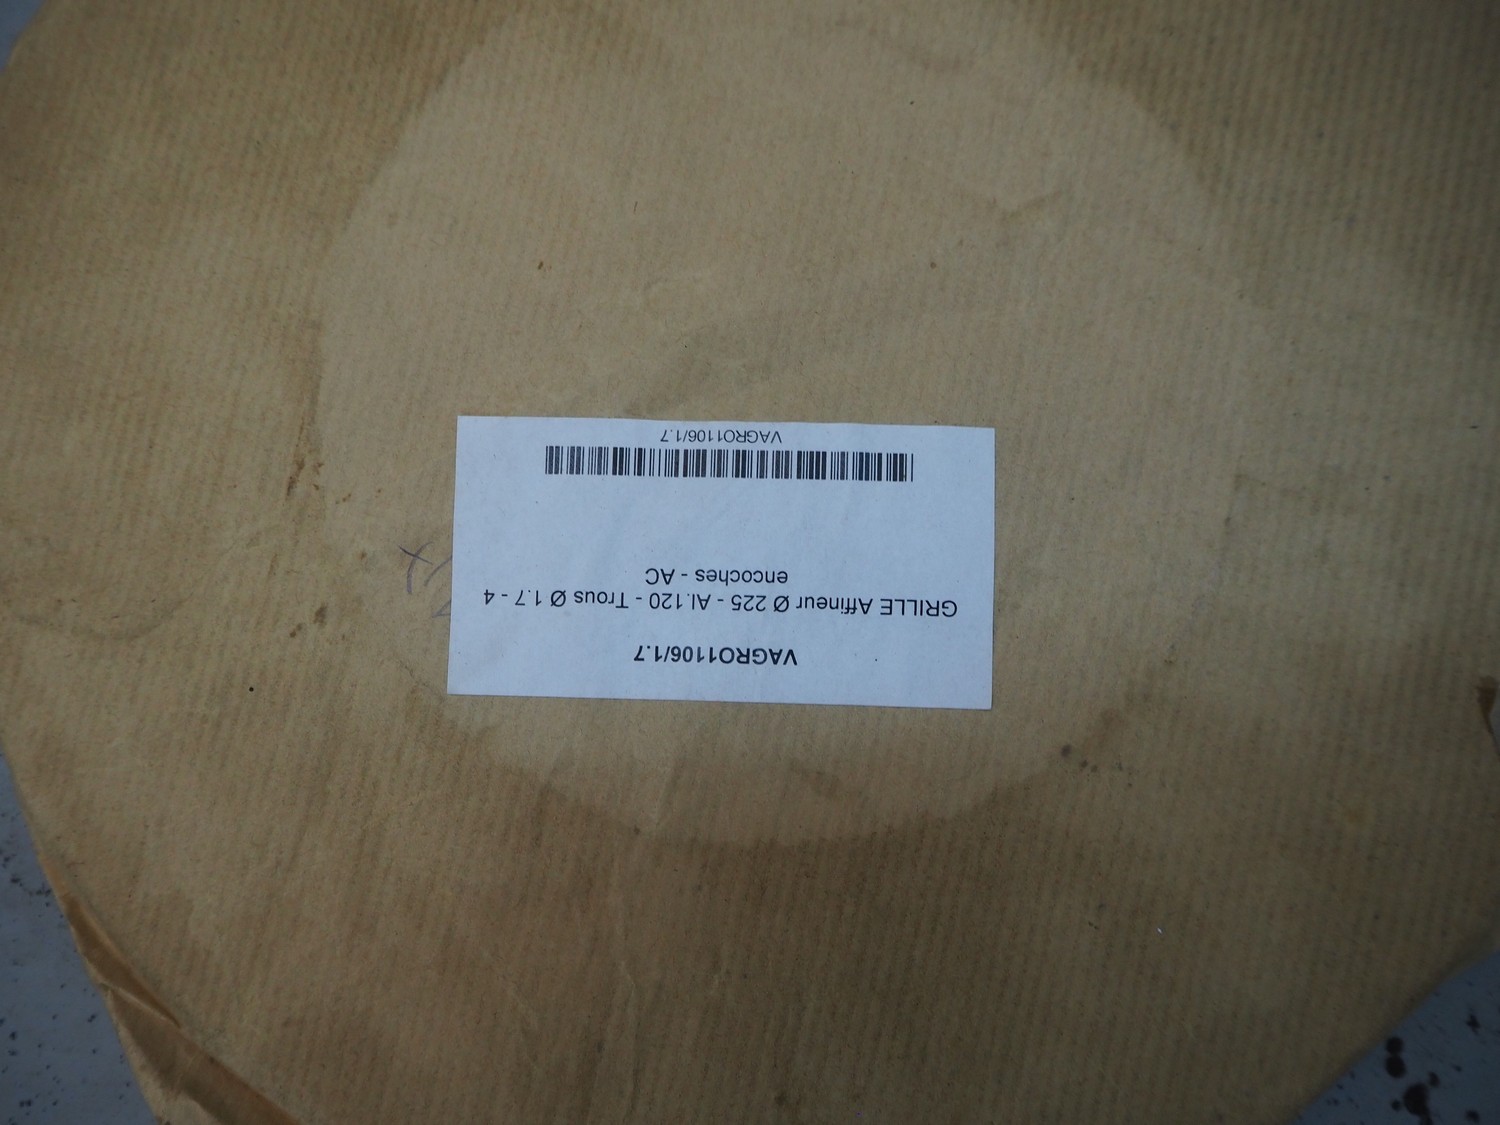 VAGRO1106/1.7
GRILLE Affineur Ø 225 - Al.120 - Trous Ø 1.7 - 4
encoches - AC
VAGRO1106/1.7